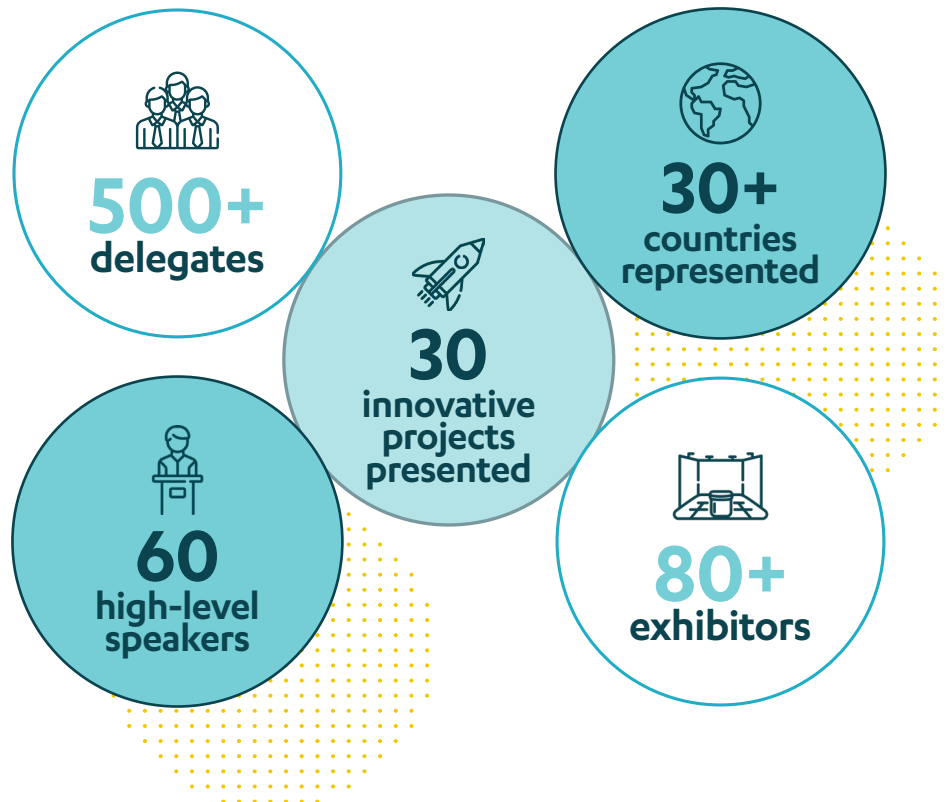 500+
delegates
30+
countries
represented
30
innovative
projects
presented
60
high-level
speakers
80+
exhibitors